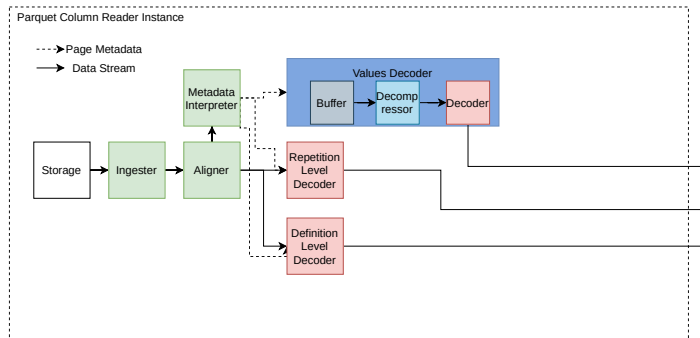 Parquet Column Reader Instance
Page Metadata
Data Stream
Metadata
Interpreter
Values Decoder
Buffer
Decomp
ressor
Decoder
Storage
Ingester
Aligner
Repetition
Level
Decoder
Definition
Level
Decoder